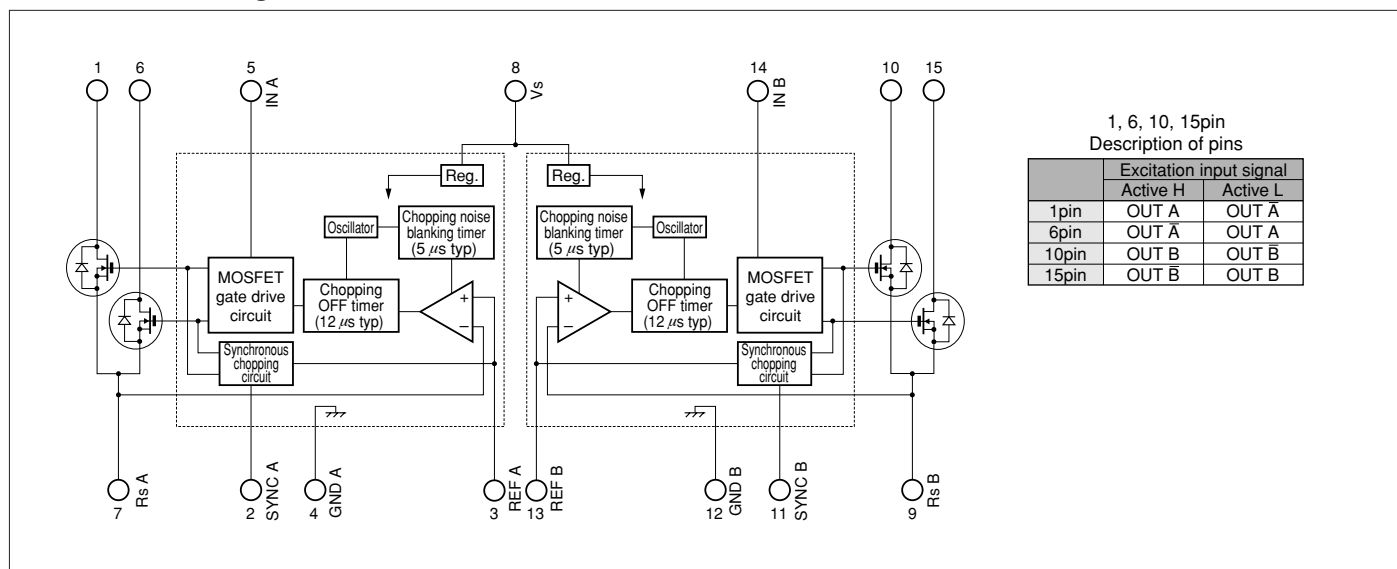 1
6
5
IN A
8
Vs
14
IN B
10
15
Reg.
Reg.
Oscillator
Chopping noise
blanking timer
(5 μs typ)
Chopping noise
blanking timer
(5 μs typ)
Oscillator
MOSFET
gate drive
circuit
Chopping
OFF timer
(12 μs typ)
+
−
+
−
Chopping
OFF timer
(12 μs typ)
MOSFET
gate drive
circuit
Synchronous
chopping
circuit
Synchronous
chopping
circuit
7
Rs A
2
SYNC A
4
GND A
3
REF A
13
REF B
12
GND B
11
SYNC B
9
Rs B
1, 6, 10, 15pin
Description of pins
Excitation input signal
Active H Active L
1pin OUT A OUT A̅
6pin OUT A̅ OUT A
10pin OUT B OUT B̅
15pin OUT B̅ OUT B